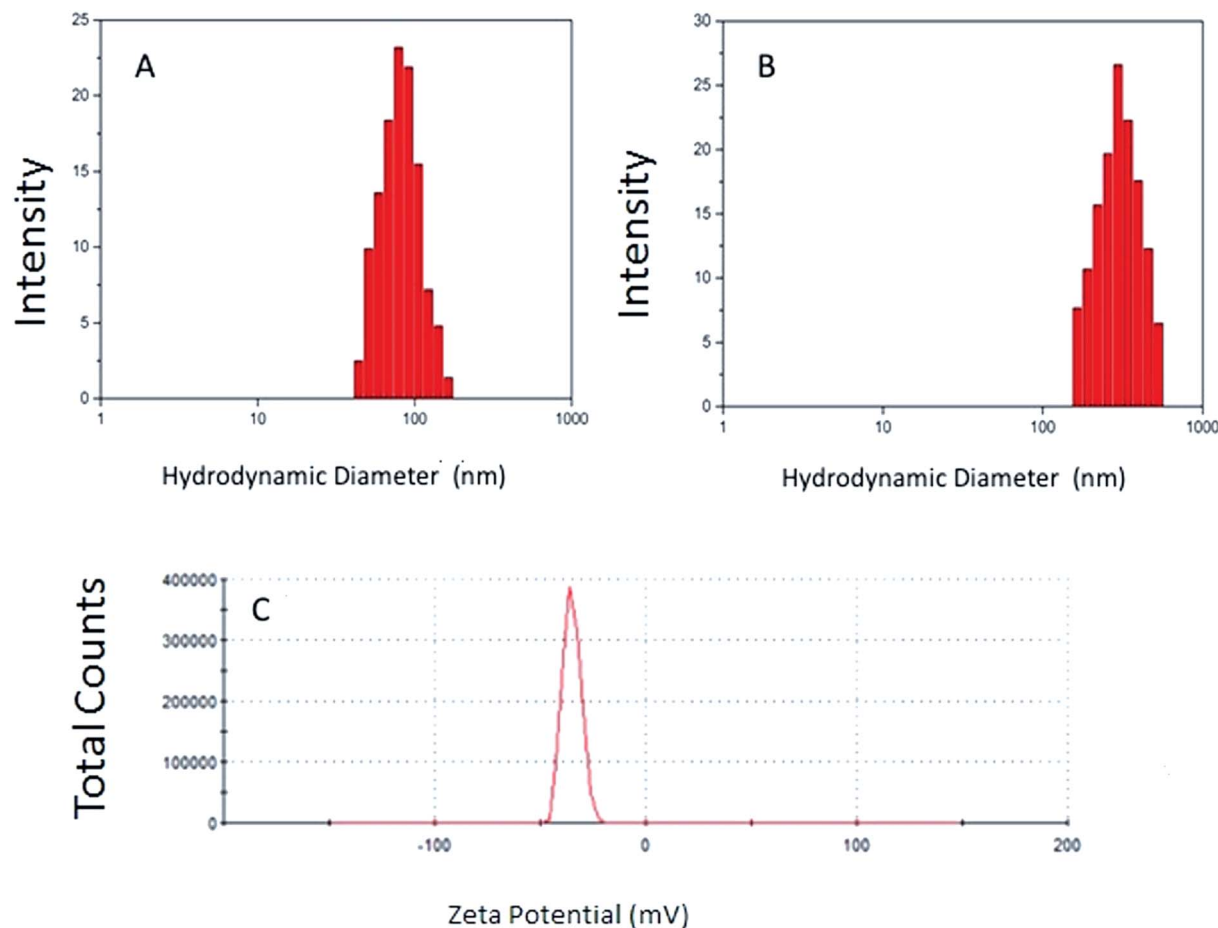 A
Intensity
25
20
15
10
5
0
1 10 100 1000
Hydrodynamic Diameter (nm)
B
Intensity
30
25
20
15
10
5
0
1 10 100 1000
Hydrodynamic Diameter (nm)
C
Total Counts
400000
300000
200000
100000
0
-100 0 100 200
Zeta Potential (mV)